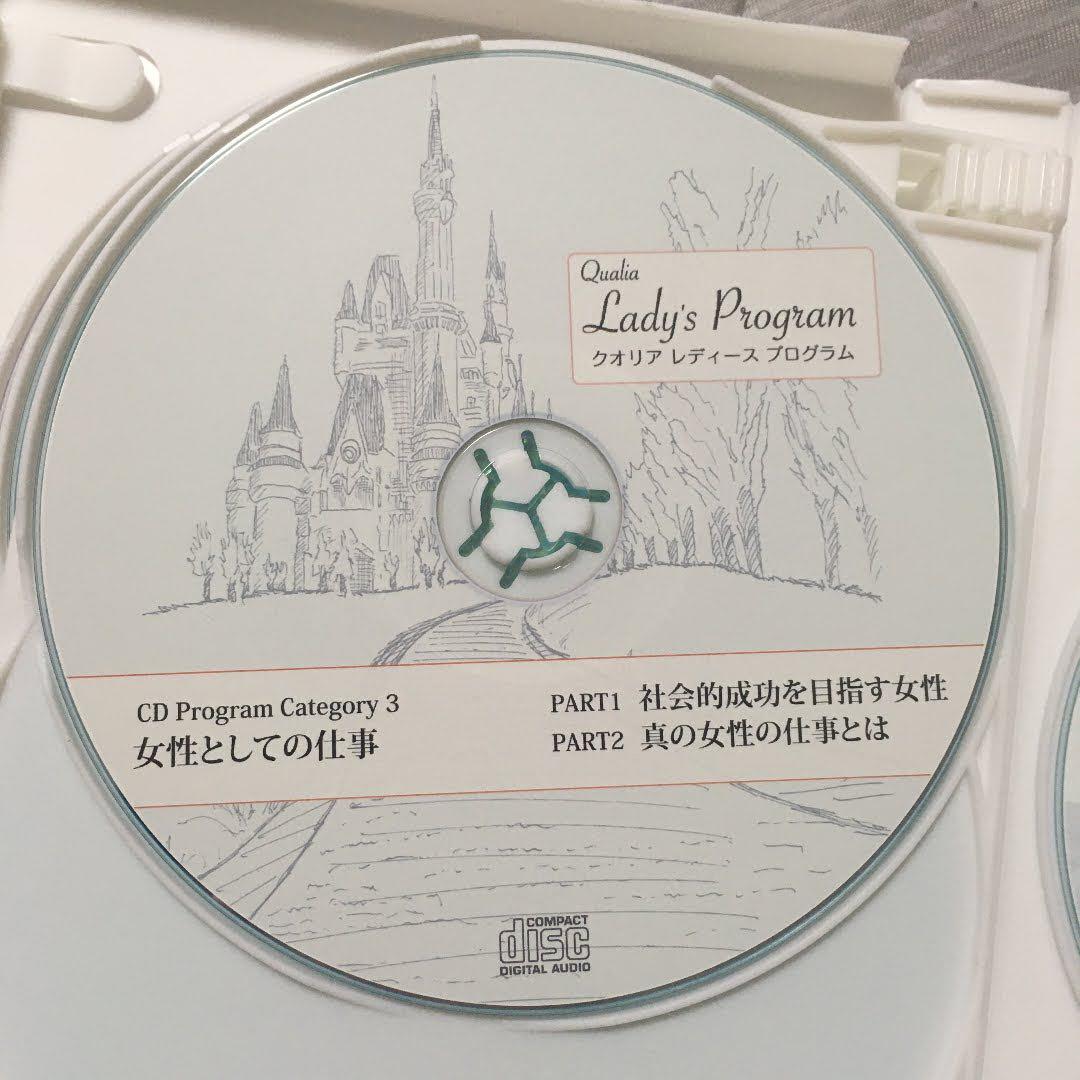 Qualia
Lady's Program
クオリア レディース プログラム
CD Program Category 3
女性としての仕事
PART1 社会的成功を目指す女性
PART2 真の女性の仕事とは
COMPACT
disc
DIGITAL AUDIO